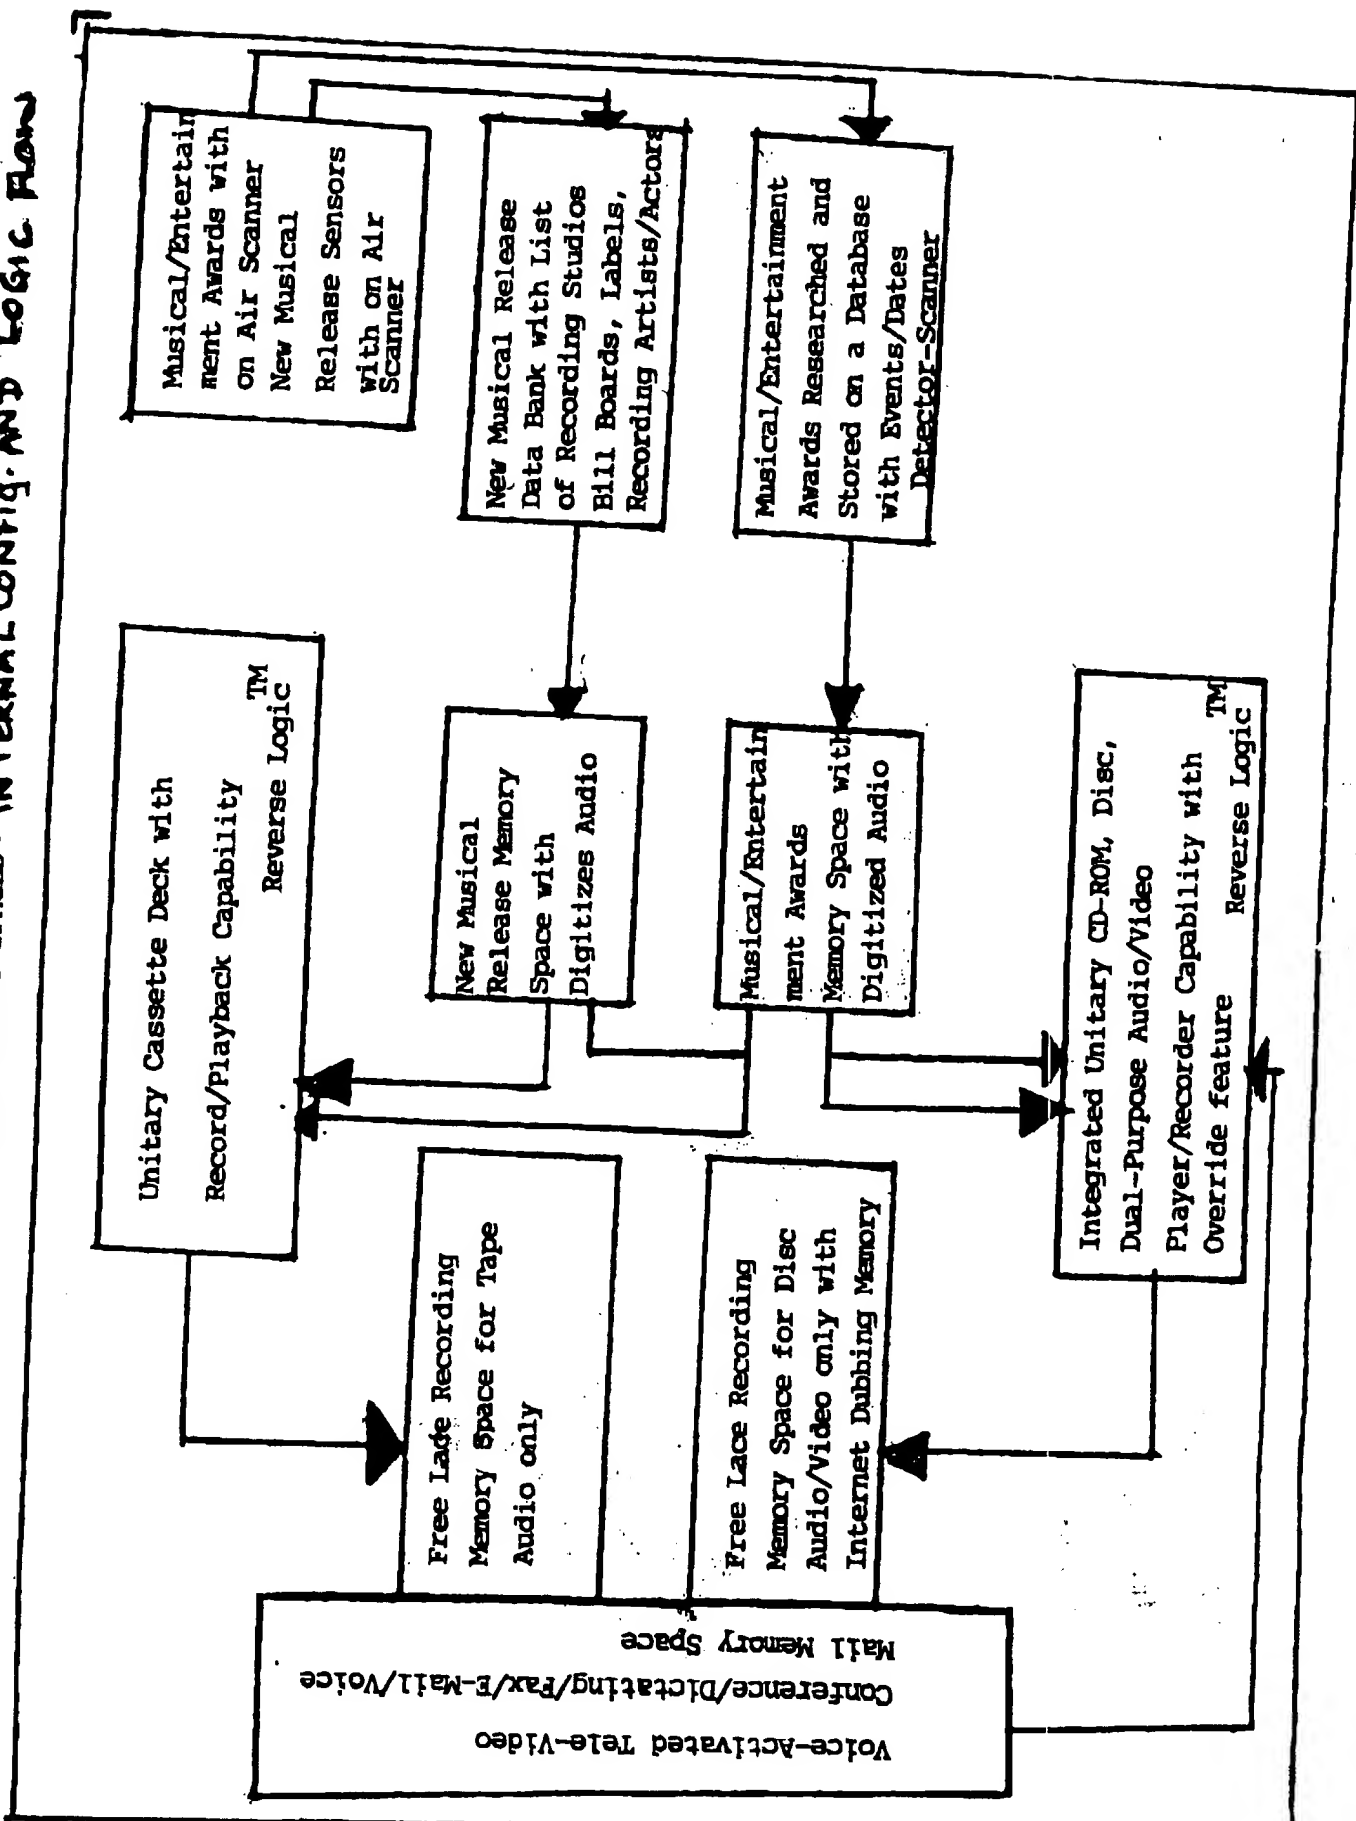 INTERNAL CONFIG. AND LOGIC FLOW
Musical/Entertain
ment Awards with
on Air Scanner
New Musical
Release Sensors
with on Air
Scanner
New Musical Release
Data Bank with List
of Recording Studios
Bill Boards, Labels,
Recording Artists/Actors
Musical/Entertainment
Awards Researched and
Stored on a Database
with Events/Dates
Detector-Scanner
Unitary Cassette Deck with
Record/Playback Capability
Reverse Logic TM
New Musical
Release Memory
Space with
Digitizes Audio
Musical/Entertain
ment Awards
Memory Space with
Digitized Audio
Integrated Unitary CD-ROM, Disc,
Dual-Purpose Audio/Video
Player/Recorder Capability with
Override feature Reverse Logic TM
Free Lade Recording
Memory Space for Tape
Audio only
Free Lace Recording
Memory Space for Disc
Audio/Video only with
Internet Dubbing Memory
Voice-Activated Tele-Video
Conference/Dictating/Fax/E-Mail/Voice
Mail Memory Space